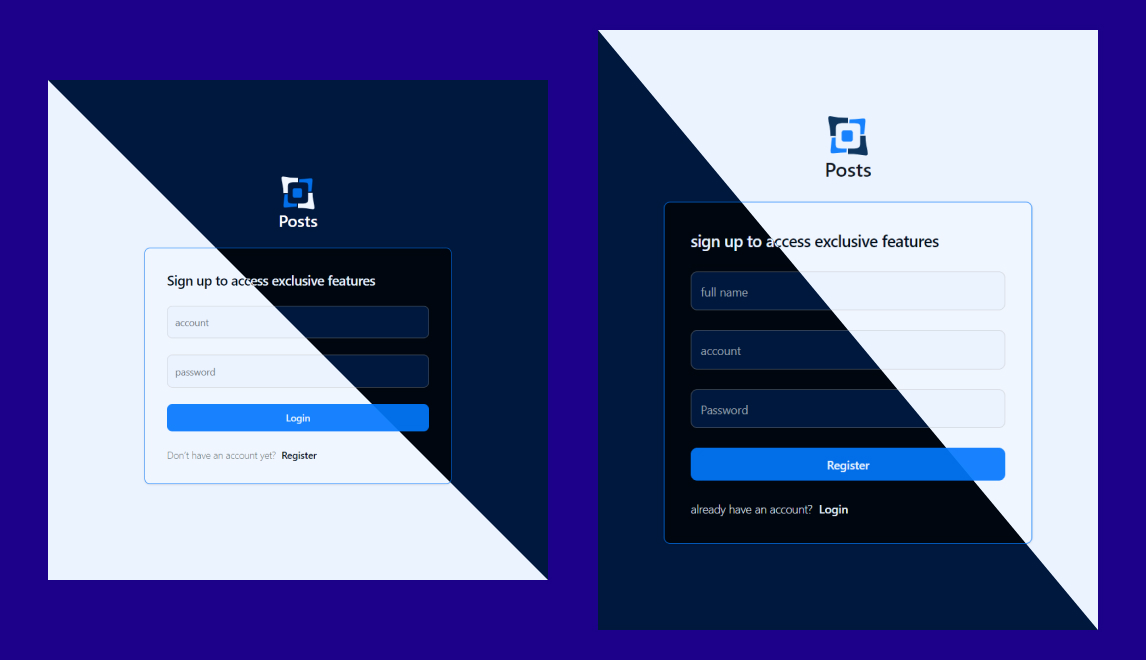 Posts
Sign up to access exclusive features
account
password
Login
Don't have an account yet? Register
Posts
sign up to access exclusive features
full name
account
Password
Register
already have an account? Login